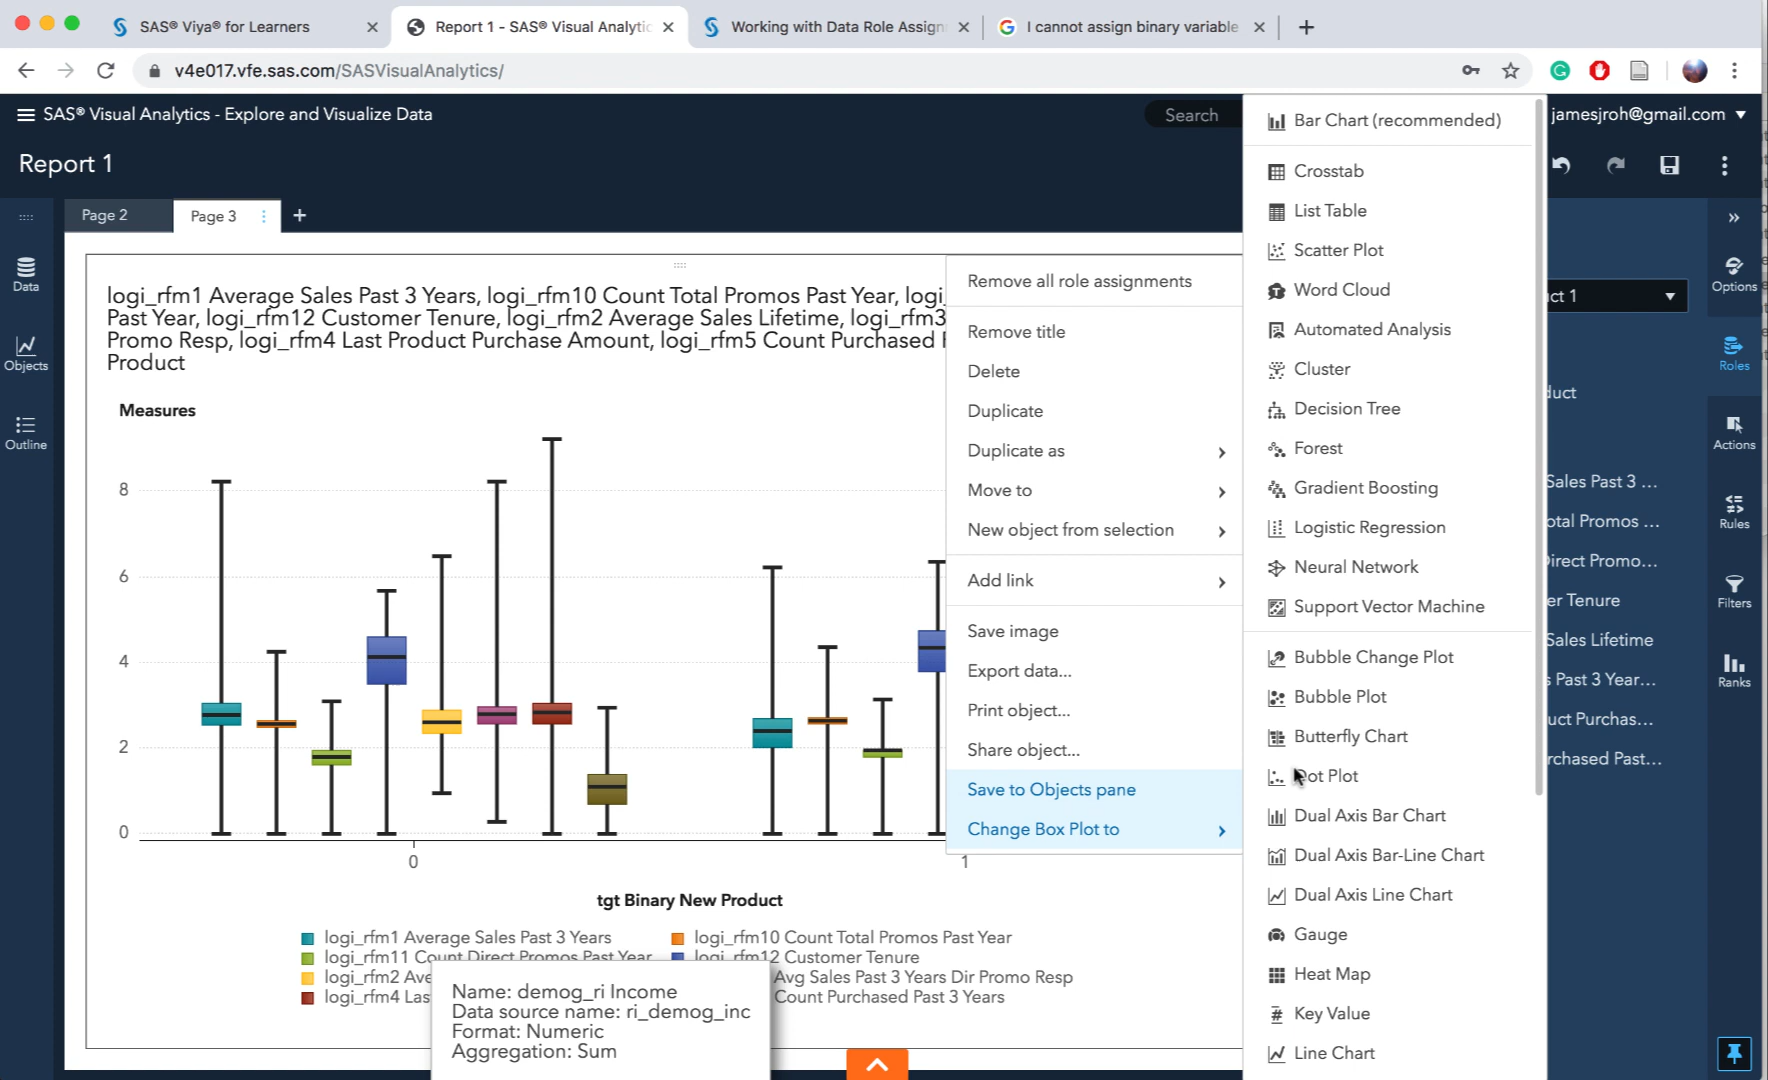 SAS® Viya® for Learners
Report 1 - SAS® Visual Analytic
Working with Data Role Assign
I cannot assign binary variable
v4e017.vfe.sas.com/SASVisualAnalytics/
SAS® Visual Analytics - Explore and Visualize Data
Search
jamesjroh@gmail.com
Report 1
Page 2
Page 3
Data
Objects
Outline
logi_rfm1 Average Sales Past 3 Years, logi_rfm10 Count Total Promos Past Year, logi_
Past Year, logi_rfm12 Customer Tenure, logi_rfm2 Average Sales Lifetime, logi_rfm3
Promo Resp, logi_rfm4 Last Product Purchase Amount, logi_rfm5 Count Purchased
Product
Measures
8
6
4
2
0
0
1
tgt Binary New Product
logi_rfm1 Average Sales Past 3 Years
logi_rfm10 Count Total Promos Past Year
logi_rfm11 Count Direct Promos Past Year
logi_rfm12 Customer Tenure
logi_rfm2 Ave
Avg Sales Past 3 Years Dir Promo Resp
logi_rfm4 Las
Count Purchased Past 3 Years
Name: demog_ri Income
Data source name: ri_demog_inc
Format: Numeric
Aggregation: Sum
Remove all role assignments
Remove title
Delete
Duplicate
Duplicate as
Move to
New object from selection
Add link
Save image
Export data...
Print object...
Share object...
Save to Objects pane
Change Box Plot to
Bar Chart (recommended)
Crosstab
List Table
Scatter Plot
Word Cloud
Automated Analysis
Cluster
Decision Tree
Forest
Gradient Boosting
Logistic Regression
Neural Network
Support Vector Machine
Bubble Change Plot
Bubble Plot
Butterfly Chart
Dot Plot
Dual Axis Bar Chart
Dual Axis Bar-Line Chart
Dual Axis Line Chart
Gauge
Heat Map
Key Value
Line Chart
uct 1
duct
Sales Past 3 ...
otal Promos ...
Direct Promo...
er Tenure
Sales Lifetime
s Past 3 Year...
uct Purchas...
rchased Past...
Options
Roles
Actions
Rules
Filters
Ranks